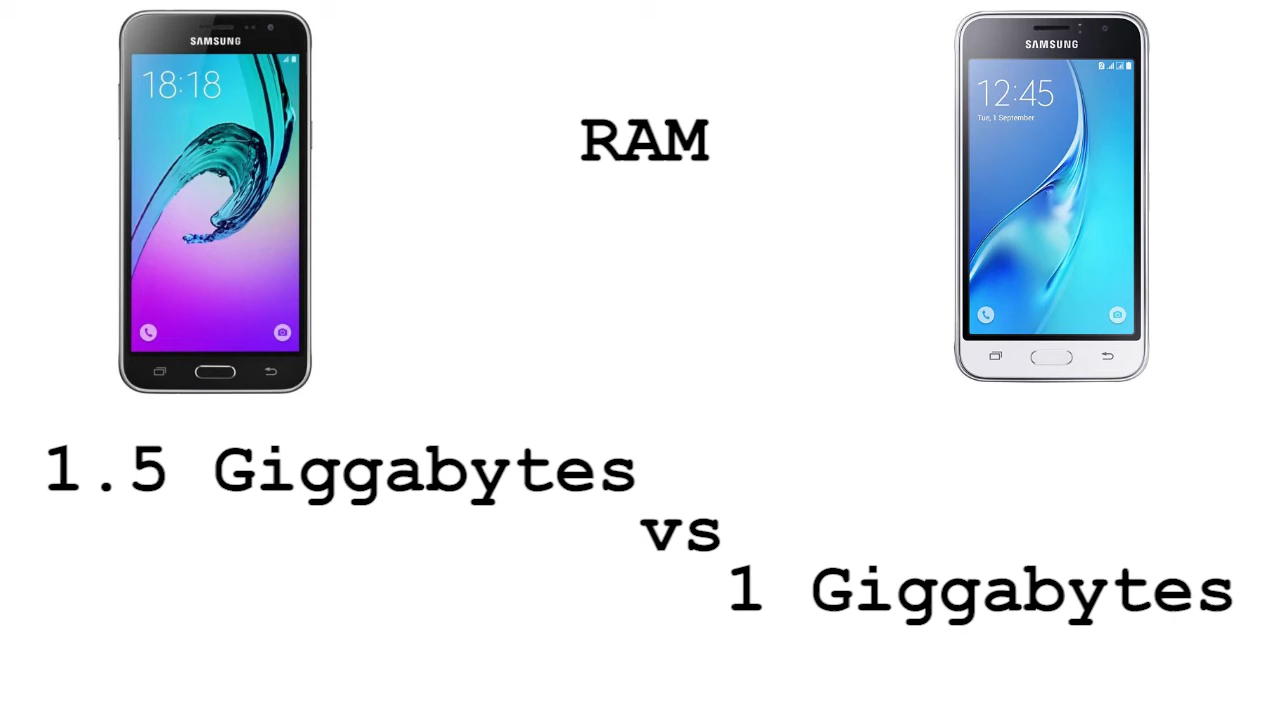 SAMSUNG
18:18
RAM
SAMSUNG
12:45
Tue, 1 September
1.5 Giggabytes
vs
1 Giggabytes